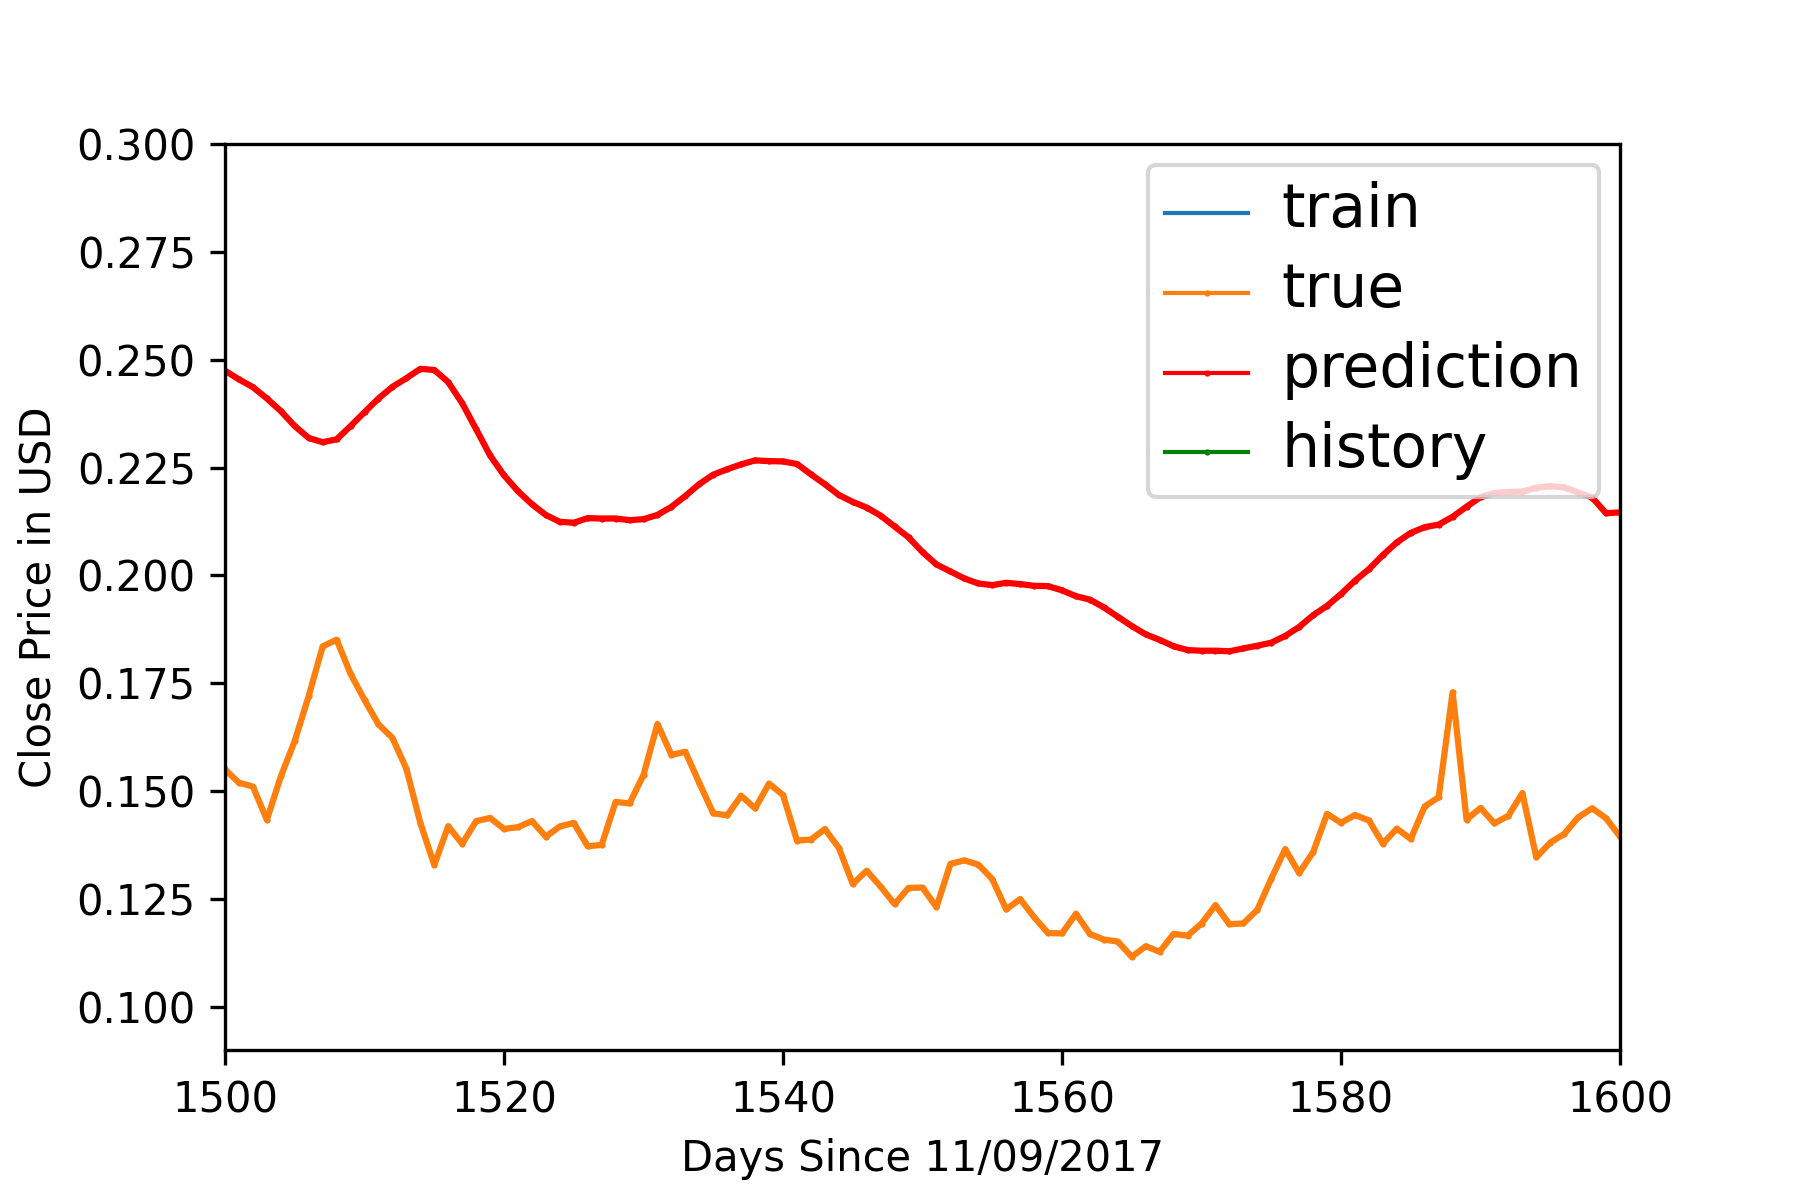 0.300
0.275
0.250
0.225
0.200
0.175
0.150
0.125
0.100
Close Price in USD
train
true
prediction
history
1500 1520 1540 1560 1580 1600
Days Since 11/09/2017